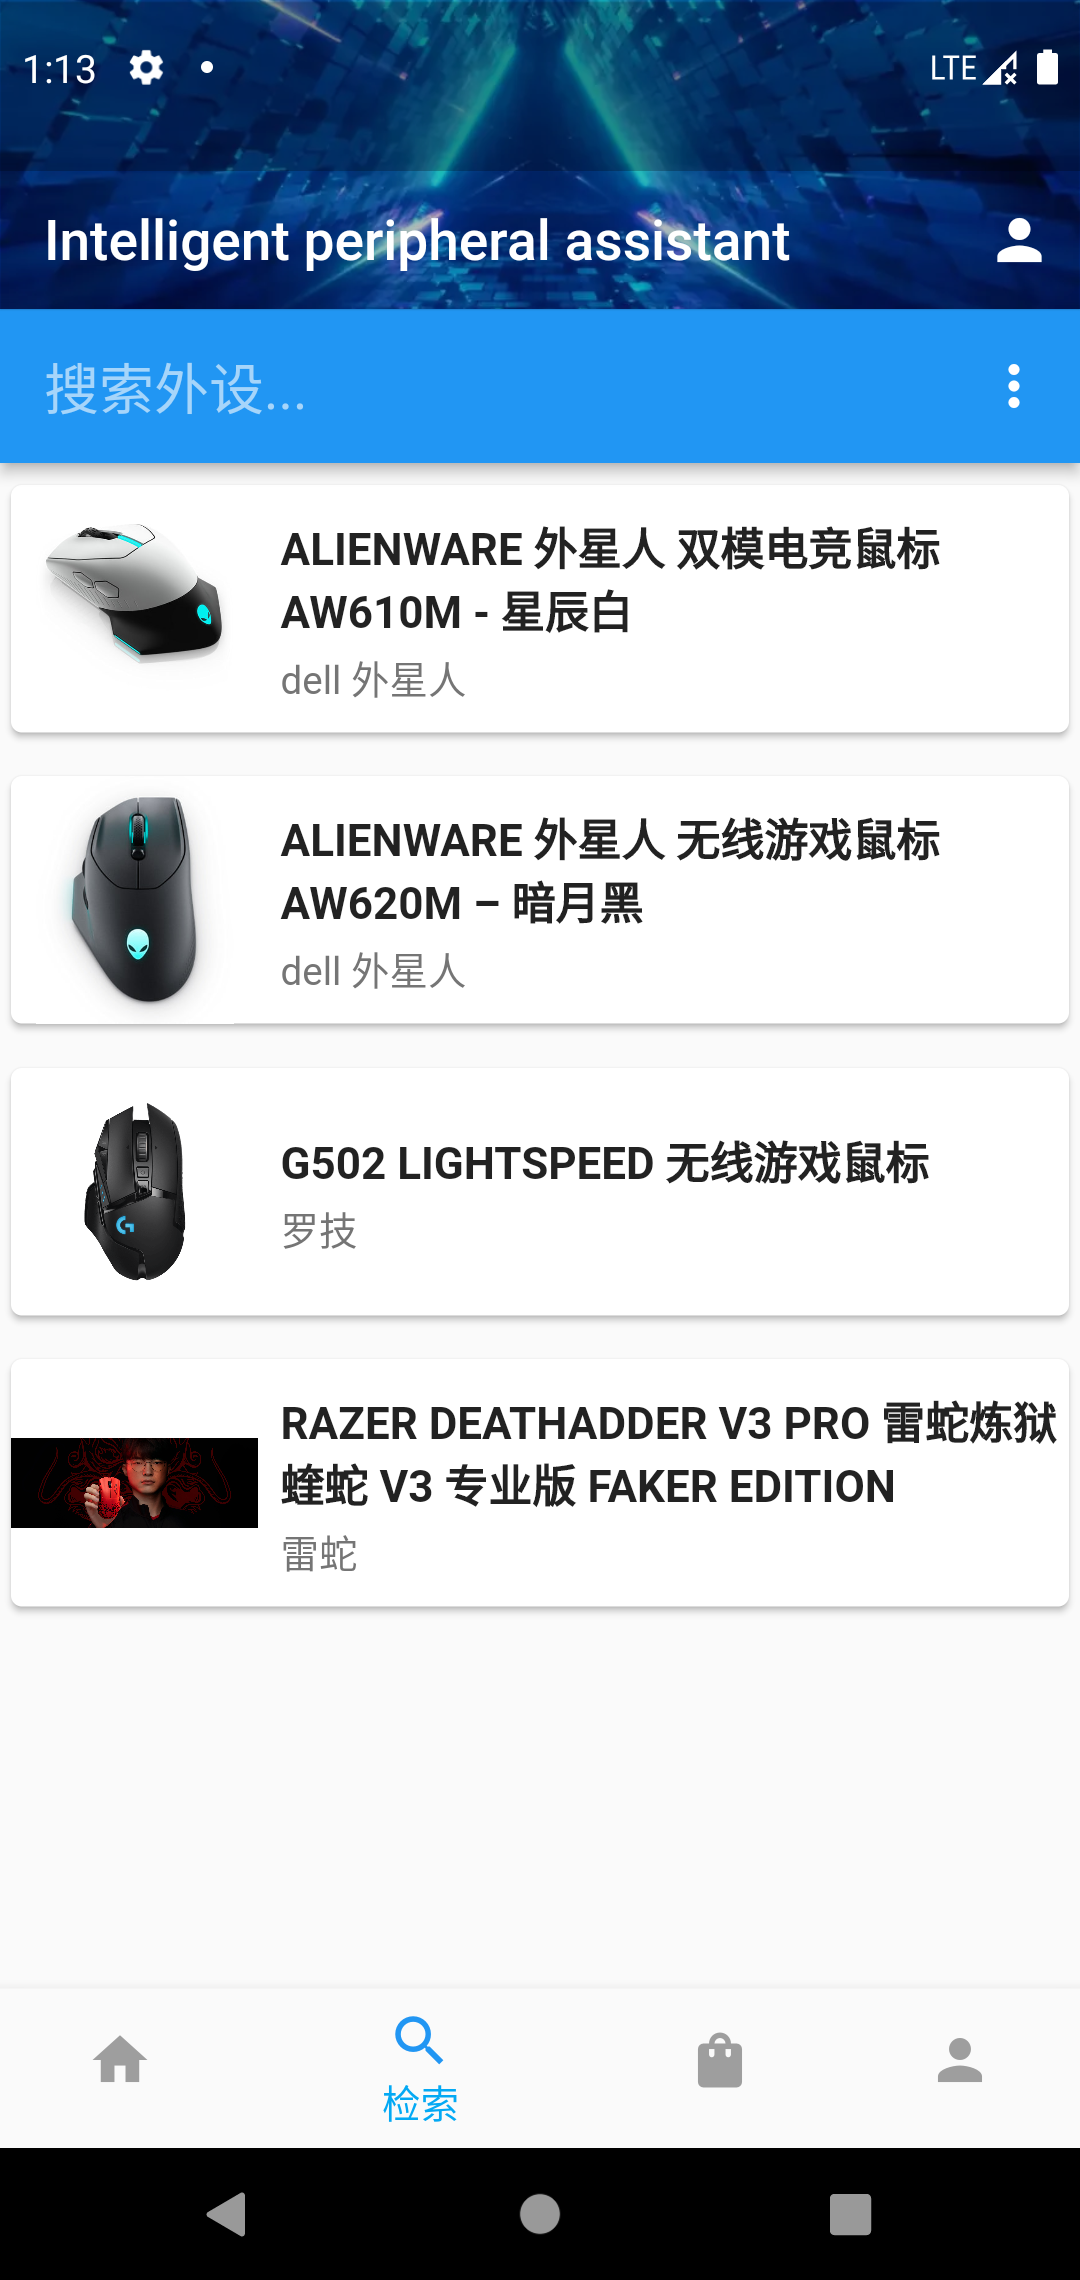 1:13
LTE
Intelligent peripheral assistant
搜索外设...
ALIENWARE 外星人 双模电竞鼠标
AW610M - 星辰白
dell 外星人
ALIENWARE 外星人 无线游戏鼠标
AW620M – 暗月黑
dell 外星人
G502 LIGHTSPEED 无线游戏鼠标
罗技
RAZER DEATHADDER V3 PRO 雷蛇炼狱
蝰蛇 V3 专业版 FAKER EDITION
雷蛇
检索